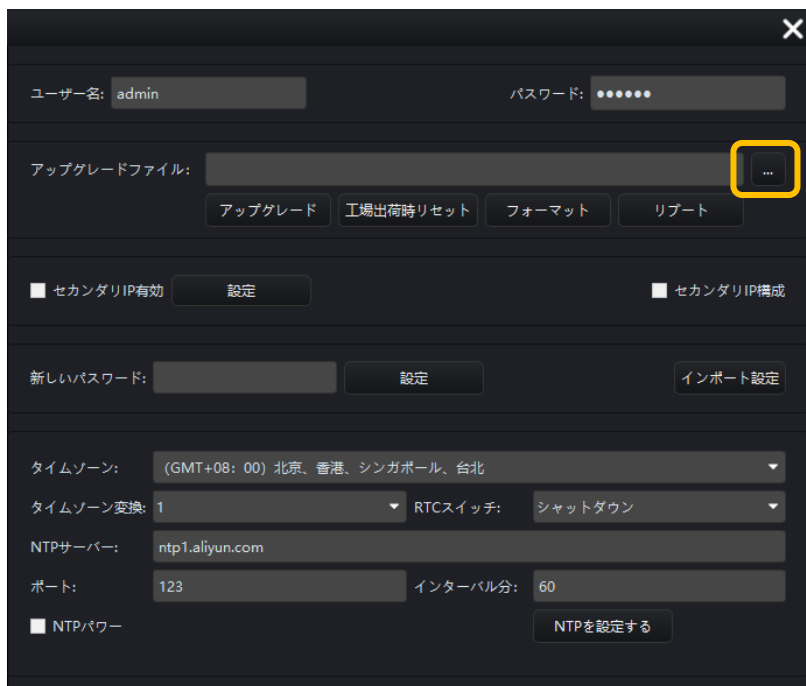 ユーザー名: admin パスワード: ●●●●●●
アップグレードファイル: ...
アップグレード 工場出荷時リセット フォーマット リブート
セカンダリIP有効 設定 セカンダリIP構成
新しいパスワード: 設定 インポート設定
タイムゾーン: (GMT+08：00) 北京、香港、シンガポール、台北
タイムゾーン変換: 1 RTCスイッチ: シャットダウン
NTPサーバー: ntp1.aliyun.com
ポート: 123 インターバル分: 60
NTPパワー NTPを設定する